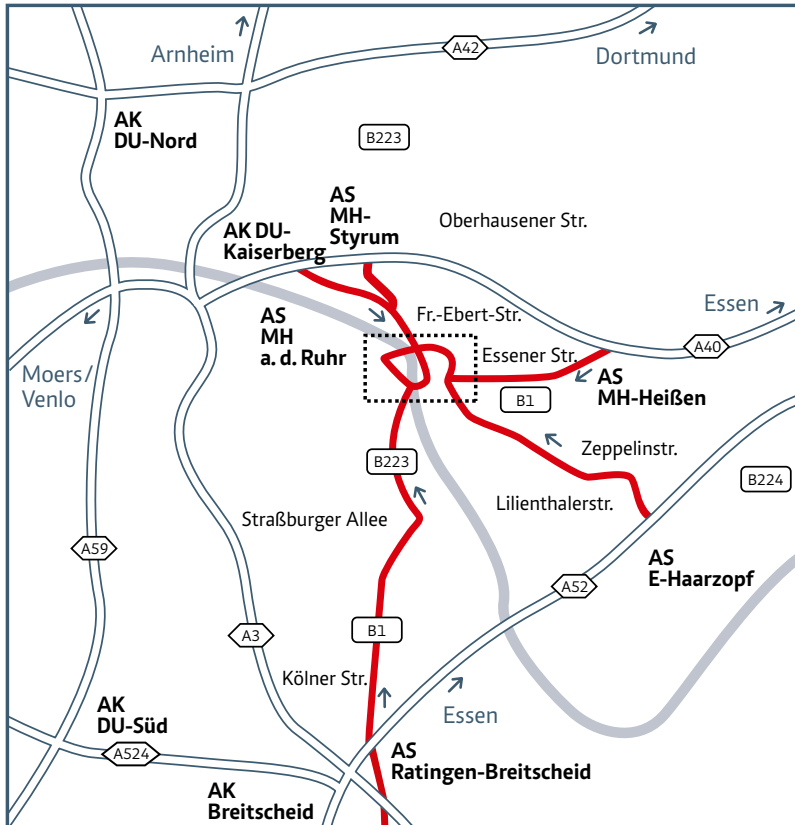 Arnheim
A42
Dortmund
AK
DU-Nord
B223
AS
MH-
Styrum
Oberhausener Str.
AK DU-
Kaiserberg
Essen
AS
MH
a. d. Ruhr
Fr.-Ebert-Str.
A40
Essener Str.
Moers/
Venlo
AS
MH-Heißen
B1
Zeppelinstr.
B223
B224
Lilienthalerstr.
Straßburger Allee
A59
AS
E-Haarzopf
A52
A3
B1
Kölner Str.
Essen
AK
DU-Süd
A524
AS
Ratingen-Breitscheid
AK
Breitscheid